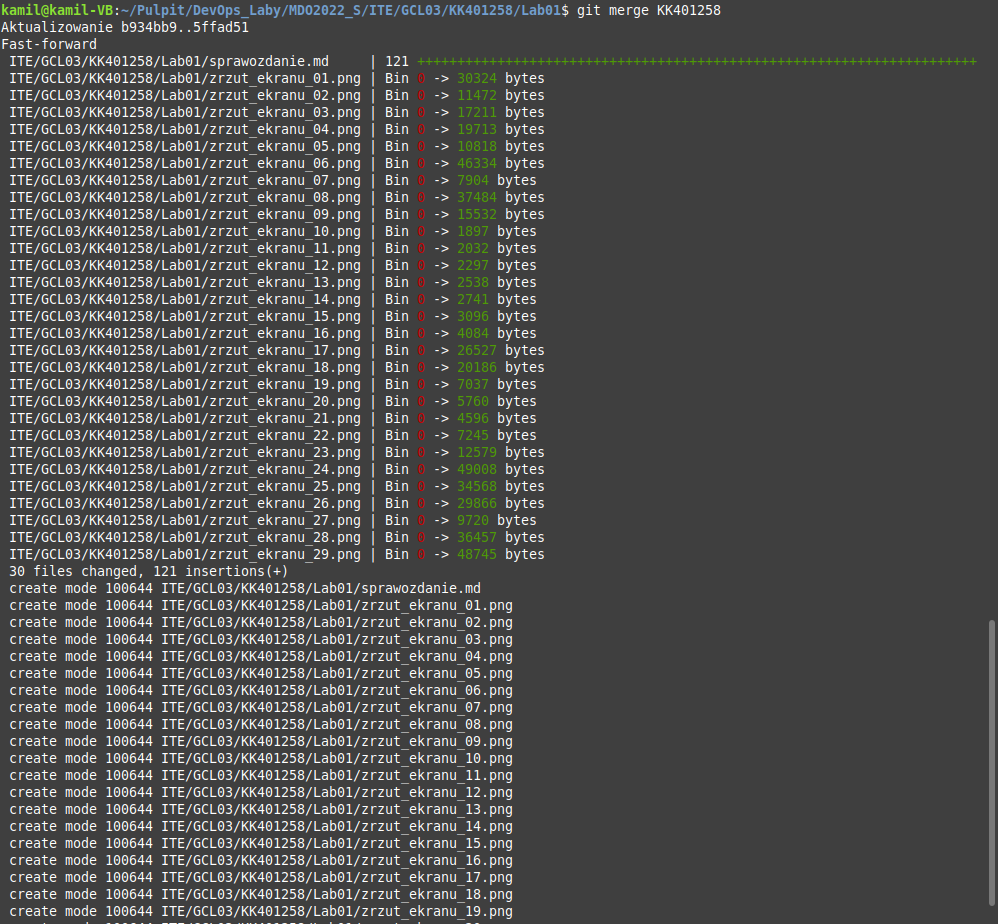 kamil@kamil-VB:~/Pulpit/DevOps_Laby/MDO2022_S/ITE/GCL03/KK401258/Lab01$ git merge KK401258
Aktualizowanie b934bb9..5ffad51
Fast-forward
 ITE/GCL03/KK401258/Lab01/sprawozdanie.md     | 121 ++++++++++++++++++++++++++++++++++++++++++++++++++++++++++++++++++++++
 ITE/GCL03/KK401258/Lab01/zrzut_ekranu_01.png | Bin 0 -> 30324 bytes
 ITE/GCL03/KK401258/Lab01/zrzut_ekranu_02.png | Bin 0 -> 11472 bytes
 ITE/GCL03/KK401258/Lab01/zrzut_ekranu_03.png | Bin 0 -> 17211 bytes
 ITE/GCL03/KK401258/Lab01/zrzut_ekranu_04.png | Bin 0 -> 19713 bytes
 ITE/GCL03/KK401258/Lab01/zrzut_ekranu_05.png | Bin 0 -> 10818 bytes
 ITE/GCL03/KK401258/Lab01/zrzut_ekranu_06.png | Bin 0 -> 46334 bytes
 ITE/GCL03/KK401258/Lab01/zrzut_ekranu_07.png | Bin 0 -> 7904 bytes
 ITE/GCL03/KK401258/Lab01/zrzut_ekranu_08.png | Bin 0 -> 37484 bytes
 ITE/GCL03/KK401258/Lab01/zrzut_ekranu_09.png | Bin 0 -> 15532 bytes
 ITE/GCL03/KK401258/Lab01/zrzut_ekranu_10.png | Bin 0 -> 1897 bytes
 ITE/GCL03/KK401258/Lab01/zrzut_ekranu_11.png | Bin 0 -> 2032 bytes
 ITE/GCL03/KK401258/Lab01/zrzut_ekranu_12.png | Bin 0 -> 2297 bytes
 ITE/GCL03/KK401258/Lab01/zrzut_ekranu_13.png | Bin 0 -> 2538 bytes
 ITE/GCL03/KK401258/Lab01/zrzut_ekranu_14.png | Bin 0 -> 2741 bytes
 ITE/GCL03/KK401258/Lab01/zrzut_ekranu_15.png | Bin 0 -> 3096 bytes
 ITE/GCL03/KK401258/Lab01/zrzut_ekranu_16.png | Bin 0 -> 4084 bytes
 ITE/GCL03/KK401258/Lab01/zrzut_ekranu_17.png | Bin 0 -> 26527 bytes
 ITE/GCL03/KK401258/Lab01/zrzut_ekranu_18.png | Bin 0 -> 20186 bytes
 ITE/GCL03/KK401258/Lab01/zrzut_ekranu_19.png | Bin 0 -> 7037 bytes
 ITE/GCL03/KK401258/Lab01/zrzut_ekranu_20.png | Bin 0 -> 5760 bytes
 ITE/GCL03/KK401258/Lab01/zrzut_ekranu_21.png | Bin 0 -> 4596 bytes
 ITE/GCL03/KK401258/Lab01/zrzut_ekranu_22.png | Bin 0 -> 7245 bytes
 ITE/GCL03/KK401258/Lab01/zrzut_ekranu_23.png | Bin 0 -> 12579 bytes
 ITE/GCL03/KK401258/Lab01/zrzut_ekranu_24.png | Bin 0 -> 49008 bytes
 ITE/GCL03/KK401258/Lab01/zrzut_ekranu_25.png | Bin 0 -> 34568 bytes
 ITE/GCL03/KK401258/Lab01/zrzut_ekranu_26.png | Bin 0 -> 29866 bytes
 ITE/GCL03/KK401258/Lab01/zrzut_ekranu_27.png | Bin 0 -> 9720 bytes
 ITE/GCL03/KK401258/Lab01/zrzut_ekranu_28.png | Bin 0 -> 36457 bytes
 ITE/GCL03/KK401258/Lab01/zrzut_ekranu_29.png | Bin 0 -> 48745 bytes
 30 files changed, 121 insertions(+)
 create mode 100644 ITE/GCL03/KK401258/Lab01/sprawozdanie.md
 create mode 100644 ITE/GCL03/KK401258/Lab01/zrzut_ekranu_01.png
 create mode 100644 ITE/GCL03/KK401258/Lab01/zrzut_ekranu_02.png
 create mode 100644 ITE/GCL03/KK401258/Lab01/zrzut_ekranu_03.png
 create mode 100644 ITE/GCL03/KK401258/Lab01/zrzut_ekranu_04.png
 create mode 100644 ITE/GCL03/KK401258/Lab01/zrzut_ekranu_05.png
 create mode 100644 ITE/GCL03/KK401258/Lab01/zrzut_ekranu_06.png
 create mode 100644 ITE/GCL03/KK401258/Lab01/zrzut_ekranu_07.png
 create mode 100644 ITE/GCL03/KK401258/Lab01/zrzut_ekranu_08.png
 create mode 100644 ITE/GCL03/KK401258/Lab01/zrzut_ekranu_09.png
 create mode 100644 ITE/GCL03/KK401258/Lab01/zrzut_ekranu_10.png
 create mode 100644 ITE/GCL03/KK401258/Lab01/zrzut_ekranu_11.png
 create mode 100644 ITE/GCL03/KK401258/Lab01/zrzut_ekranu_12.png
 create mode 100644 ITE/GCL03/KK401258/Lab01/zrzut_ekranu_13.png
 create mode 100644 ITE/GCL03/KK401258/Lab01/zrzut_ekranu_14.png
 create mode 100644 ITE/GCL03/KK401258/Lab01/zrzut_ekranu_15.png
 create mode 100644 ITE/GCL03/KK401258/Lab01/zrzut_ekranu_16.png
 create mode 100644 ITE/GCL03/KK401258/Lab01/zrzut_ekranu_17.png
 create mode 100644 ITE/GCL03/KK401258/Lab01/zrzut_ekranu_18.png
 create mode 100644 ITE/GCL03/KK401258/Lab01/zrzut_ekranu_19.png